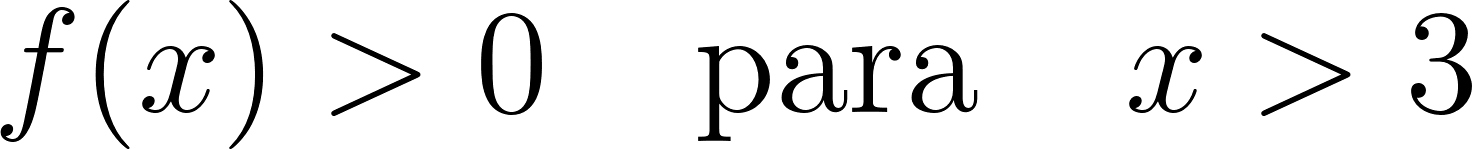 f(x) > 0 para x > 3